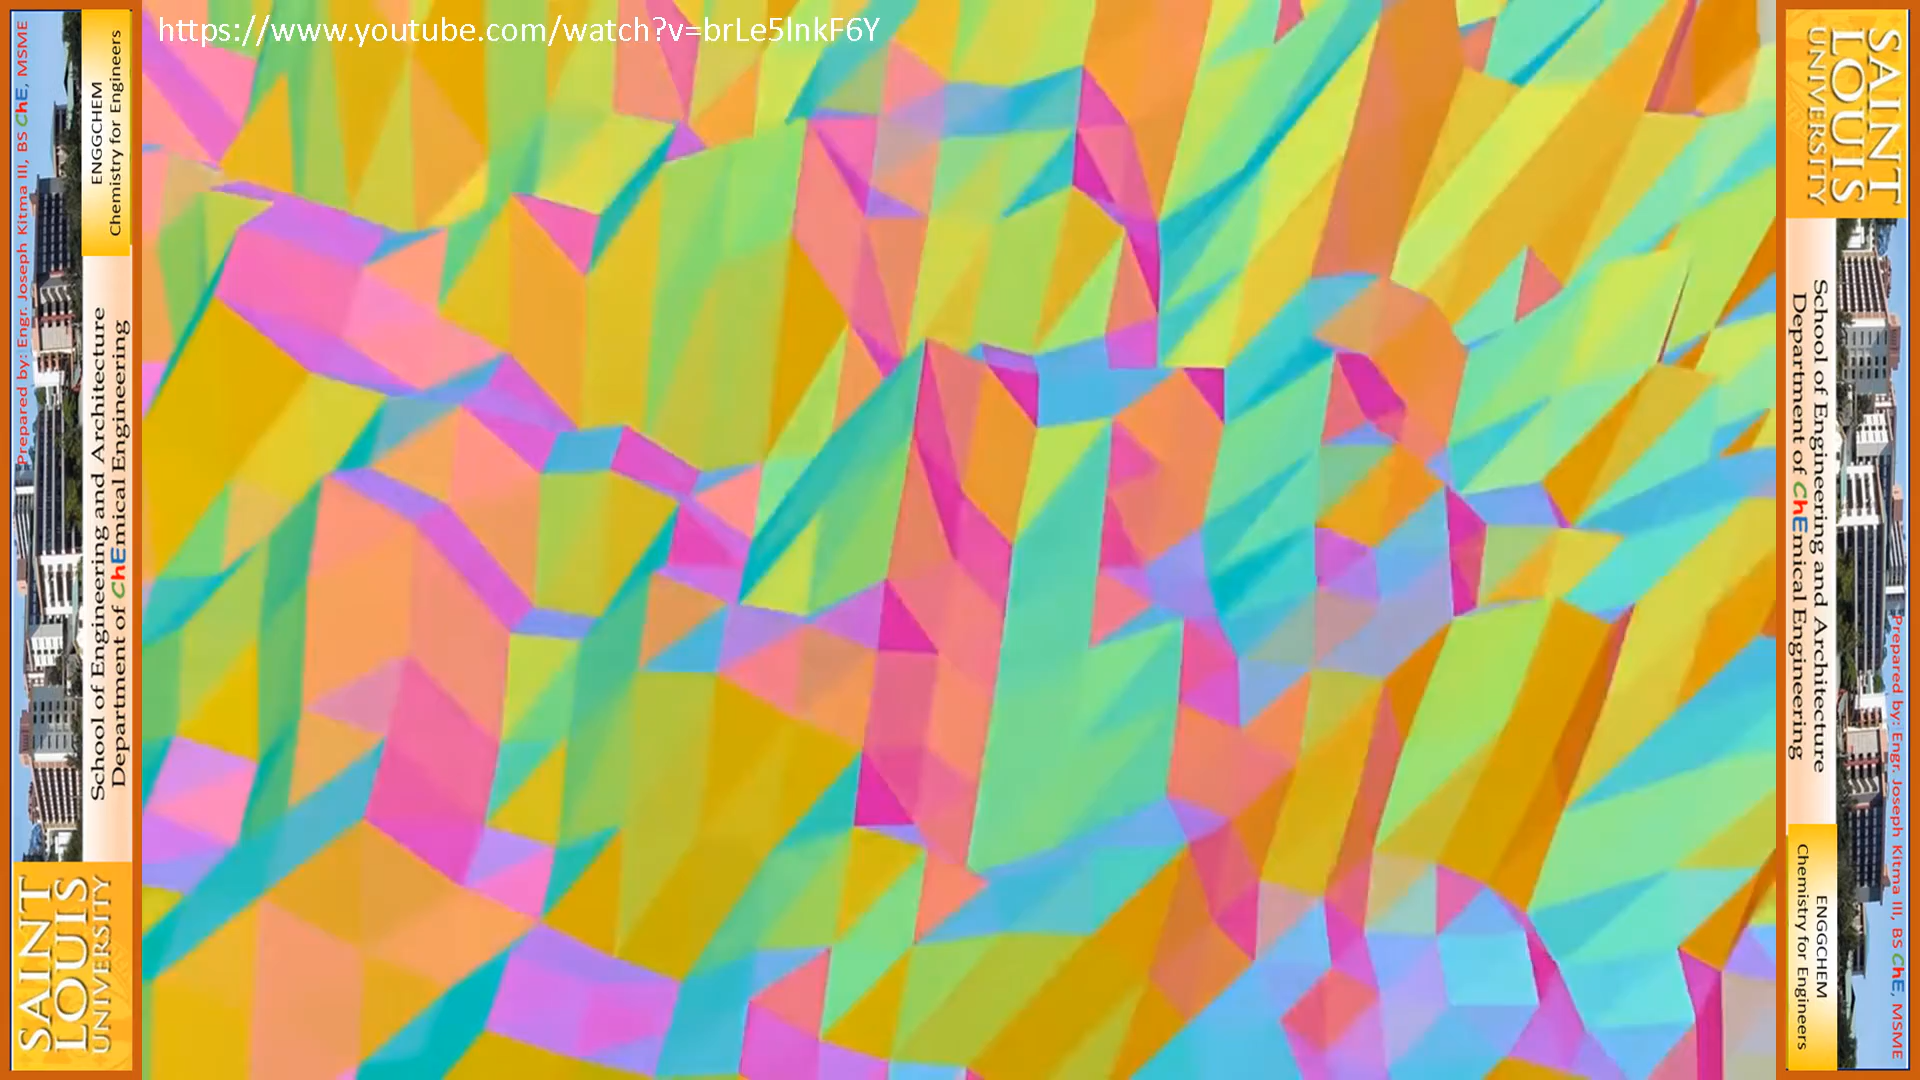 https://www.youtube.com/watch?v=brLe5lnkF6Y
SAINT
LOUIS
UNIVERSITY
School of Engineering and Architecture
Department of ChEmical Engineering
ENGGCHEM
Chemistry for Engineers
Prepared by: Engr. Joseph Kitma III, BS ChE, MSME
SAINT
LOUIS
UNIVERSITY
School of Engineering and Architecture
Department of ChEmical Engineering
ENGGCHEM
Chemistry for Engineers
Prepared by: Engr. Joseph Kitma III, BS ChE, MSME